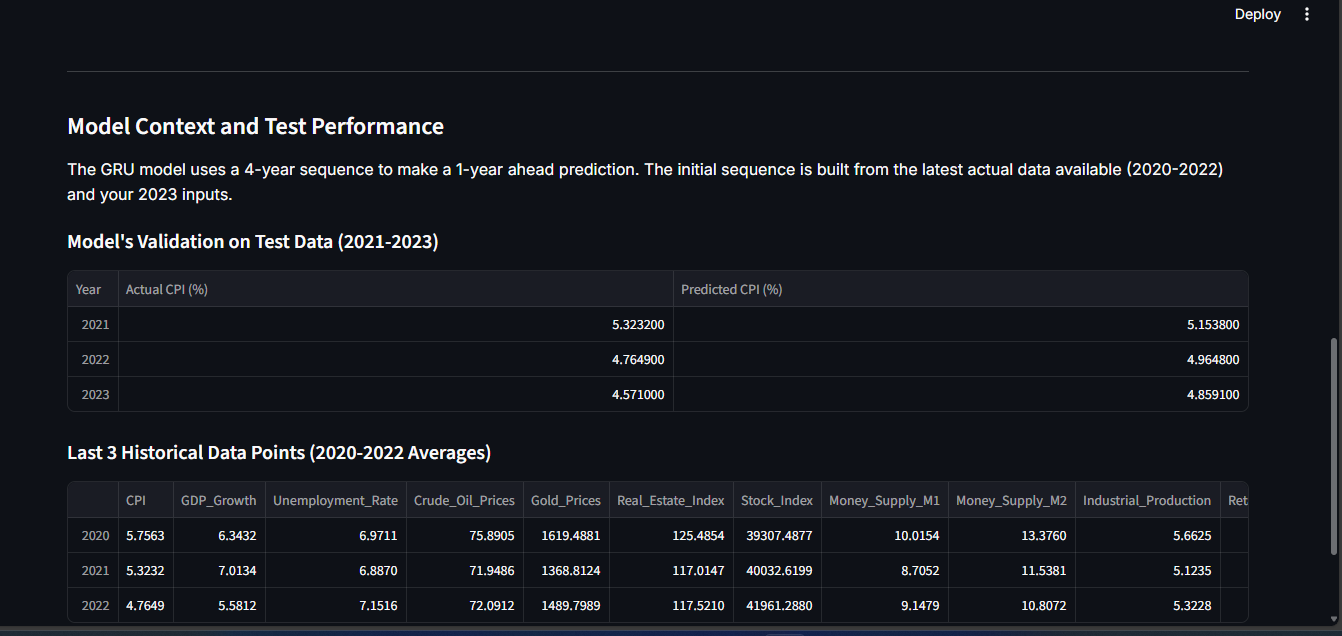 Deploy
Model Context and Test Performance
The GRU model uses a 4-year sequence to make a 1-year ahead prediction. The initial sequence is built from the latest actual data available (2020-2022)
and your 2023 inputs.
Model's Validation on Test Data (2021-2023)
Year Actual CPI (%) Predicted CPI (%)
2021 5.323200 5.153800
2022 4.764900 4.964800
2023 4.571000 4.859100
Last 3 Historical Data Points (2020-2022 Averages)
CPI GDP_Growth Unemployment_Rate Crude_Oil_Prices Gold_Prices Real_Estate_Index Stock_Index Money_Supply_M1 Money_Supply_M2 Industrial_Production Ret
2020 5.7563 6.3432 6.9711 75.8905 1619.4881 125.4854 39307.4877 10.0154 13.3760 5.6625
2021 5.3232 7.0134 6.8870 71.9486 1368.8124 117.0147 40032.6199 8.7052 11.5381 5.1235
2022 4.7649 5.5812 7.1516 72.0912 1489.7989 117.5210 41961.2880 9.1479 10.8072 5.3228